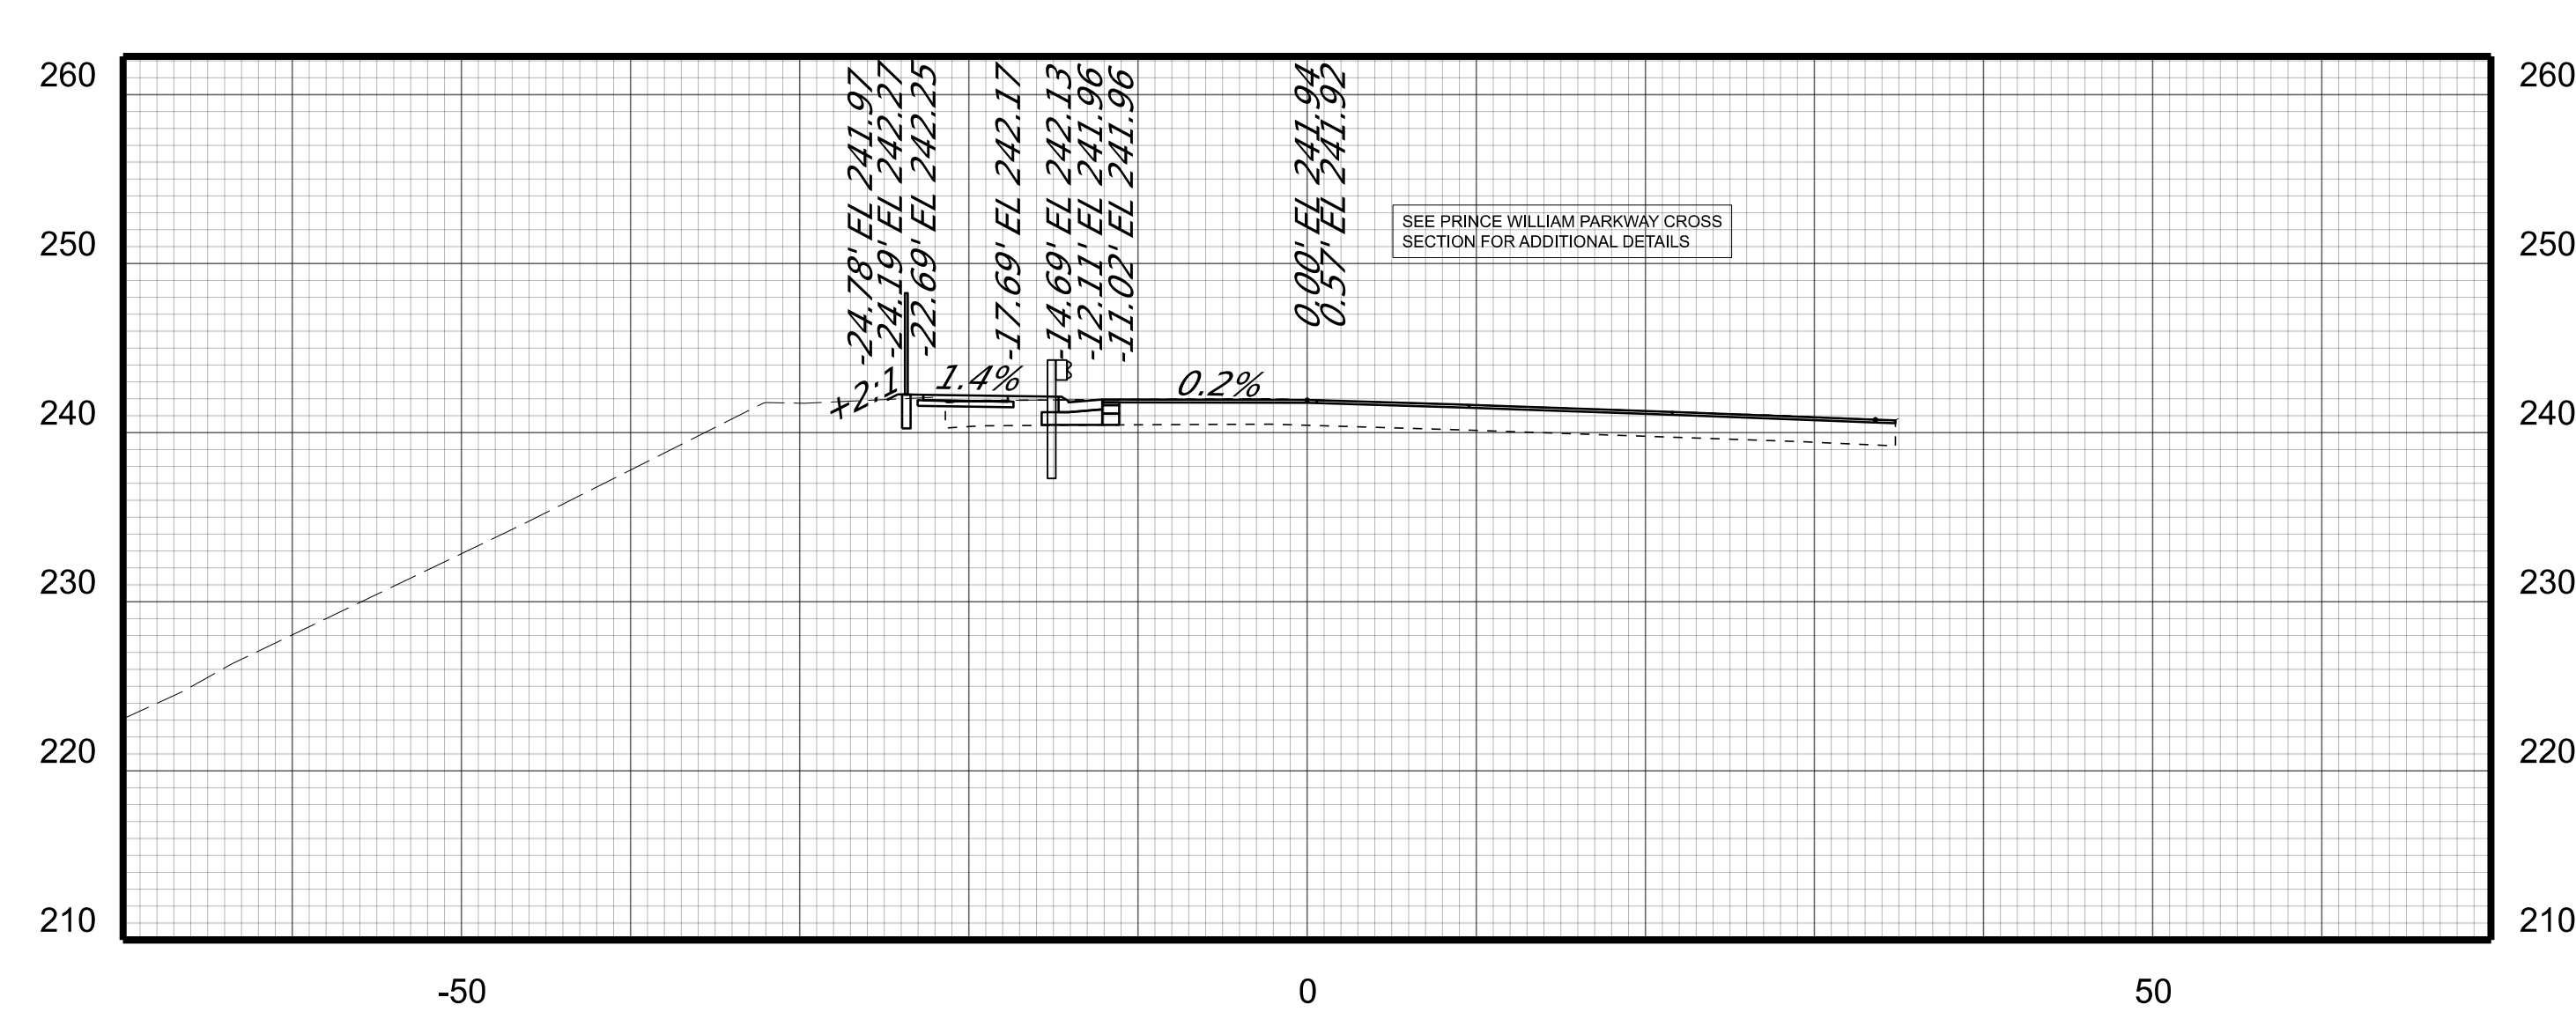 260
250
240
230
220
210
-24.78' EL 241.97
-24.19' EL 242.27
-22.69' EL 242.25
-17.69' EL 242.17
-14.69' EL 242.13
-12.11' EL 241.96
-11.02' EL 241.96
0.00' EL 241.94
0.57' EL 241.92
SEE PRINCE WILLIAM PARKWAY CROSS
SECTION FOR ADDITIONAL DETAILS
+2:1
1.4%
0.2%
260
250
240
230
220
210
-50
0
50